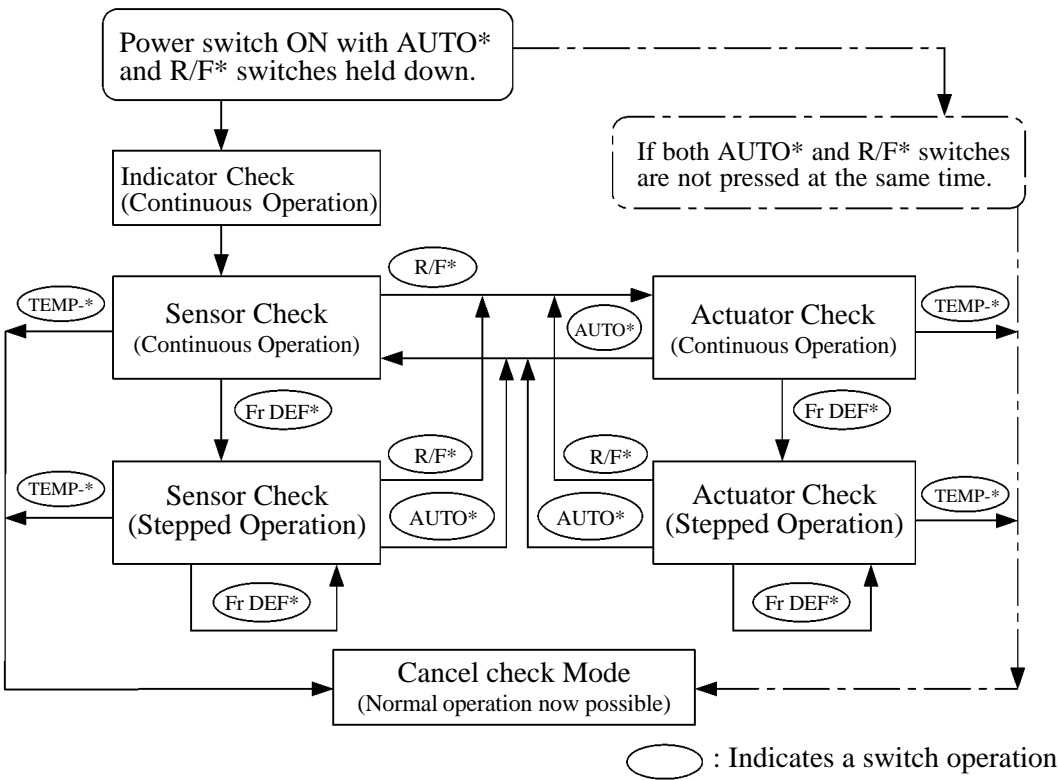 Power switch ON with AUTO*
and R/F* switches held down.
If both AUTO* and R/F* switches
are not pressed at the same time.
Indicator Check
(Continuous Operation)
R/F*
TEMP-*
Sensor Check
(Continuous Operation)
AUTO*
Actuator Check
(Continuous Operation)
TEMP-*
Fr DEF*
Fr DEF*
TEMP-*
Sensor Check
(Stepped Operation)
R/F*
AUTO*
R/F*
AUTO*
Actuator Check
(Stepped Operation)
TEMP-*
Fr DEF*
Fr DEF*
Cancel check Mode
(Normal operation now possible)
: Indicates a switch operation